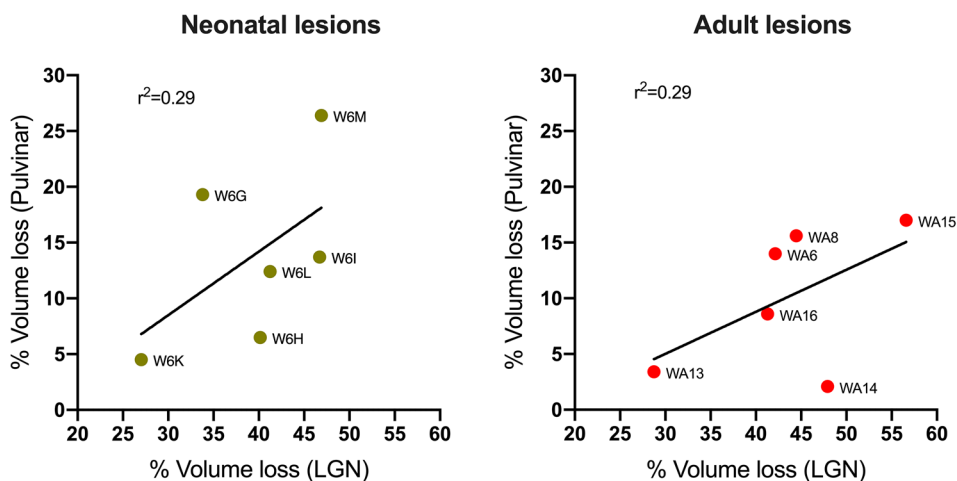 Neonatal lesions
r²=0.29
% Volume loss (Pulvinar)
30
25
20
15
10
5
0
W6M
W6G
W6I
W6L
W6H
W6K
20 25 30 35 40 45 50 55 60
% Volume loss (LGN)
Adult lesions
r²=0.29
% Volume loss (Pulvinar)
30
25
20
15
10
5
0
WA15
WA8
WA6
WA16
WA13
WA14
20 25 30 35 40 45 50 55 60
% Volume loss (LGN)